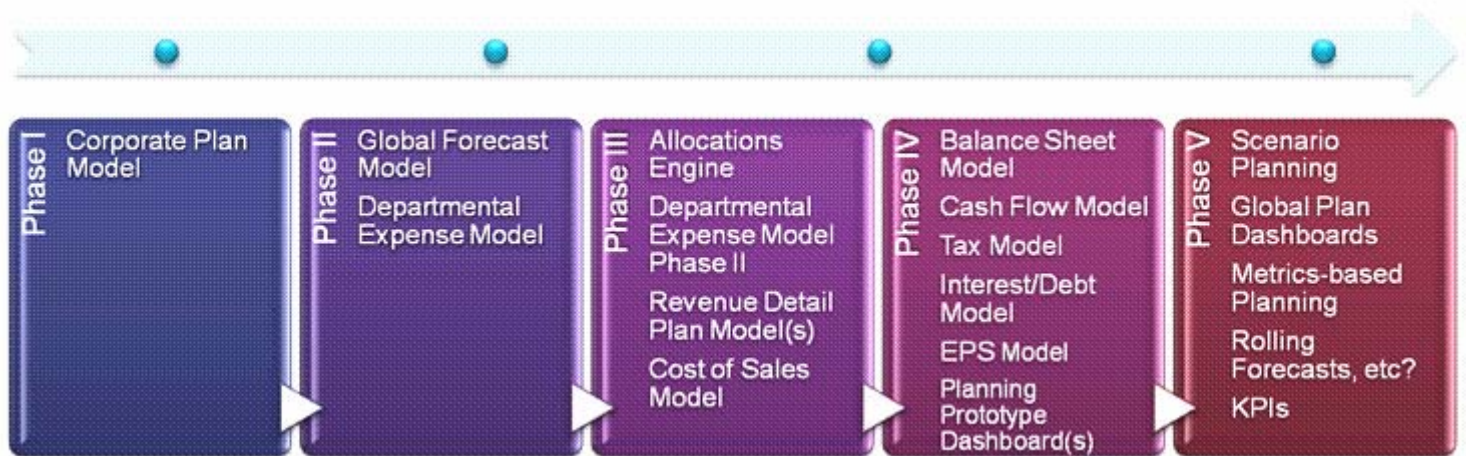 Phase I
Corporate Plan
Model
Phase II
Global Forecast
Model
Departmental
Expense Model
Phase III
Allocations
Engine
Departmental
Expense Model
Phase II
Revenue Detail
Plan Model(s)
Cost of Sales
Model
Phase IV
Balance Sheet
Model
Cash Flow Model
Tax Model
Interest/Debt
Model
EPS Model
Planning
Prototype
Dashboard(s)
Phase V
Scenario
Planning
Global Plan
Dashboards
Metrics-based
Planning
Rolling
Forecasts, etc?
KPIs